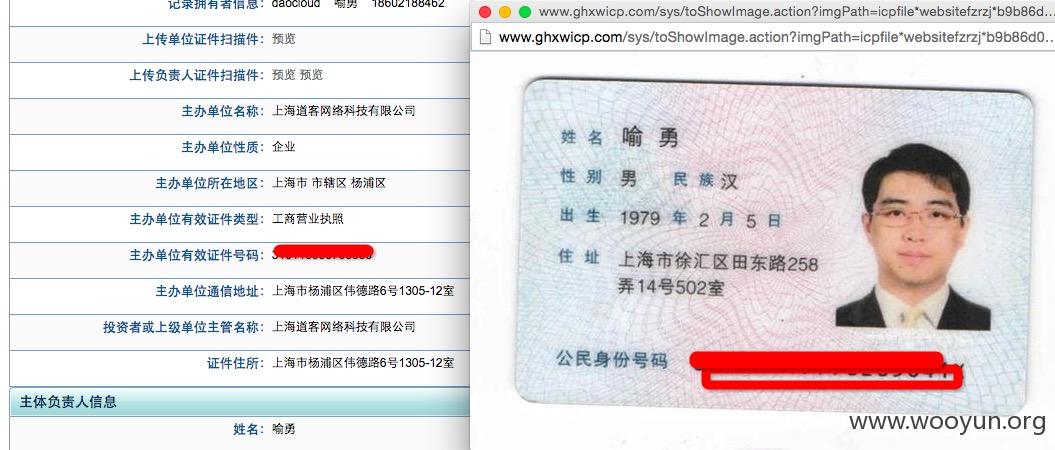 记录拥有者信息： daocloud 喻勇 18602188462
上传单位证件扫描件： 预览
上传负责人证件扫描件： 预览 预览
主办单位名称： 上海道客网络科技有限公司
主办单位性质： 企业
主办单位所在地区： 上海市 市辖区 杨浦区
主办单位有效证件类型： 工商营业执照
主办单位有效证件号码：
主办单位通信地址： 上海市杨浦区伟德路6号1305-12室
投资者或上级单位主管名称： 上海道客网络科技有限公司
证件住所： 上海市杨浦区伟德路6号1305-12室
主体负责人信息
姓名： 喻勇
www.ghxwicp.com/sys/toShowImage.action?imgPath=icpfile*websitefzrzj*b9b86d...
www.ghxwicp.com/sys/toShowImage.action?imgPath=icpfile*websitefzrzj*b9b86d0...
姓名 喻勇
性别 男 民族 汉
出生 1979 年 2 月 5 日
住址 上海市徐汇区田东路258
弄14号502室
公民身份号码
www.wooyun.org